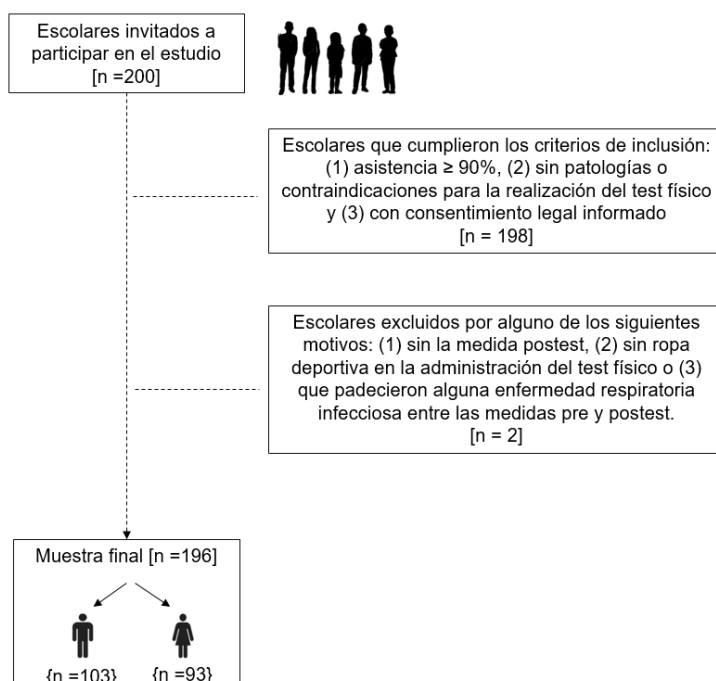 Escolares invitados a
participar en el estudio
[n =200]
Escolares que cumplieron los criterios de inclusión:
(1) asistencia ≥ 90%, (2) sin patologías o
contraindicaciones para la realización del test físico
y (3) con consentimiento legal informado
[n = 198]
Escolares excluidos por alguno de los siguientes
motivos: (1) sin la medida postest, (2) sin ropa
deportiva en la administración del test físico o (3)
que padecieron alguna enfermedad respiratoria
infecciosa entre las medidas pre y postest.
[n = 2]
Muestra final [n =196]
{n =103} {n =93}